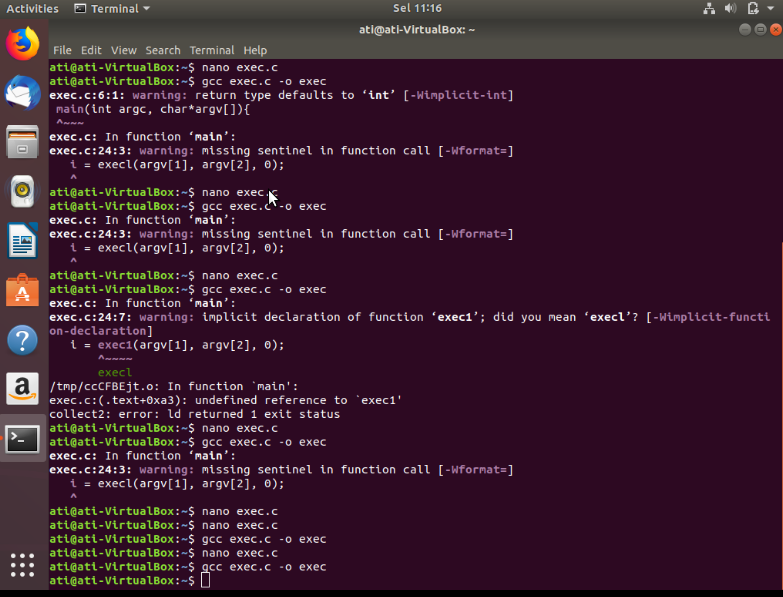 Activities Terminal Sel 11:16
ati@ati-VirtualBox: ~
File Edit View Search Terminal Help
ati@ati-VirtualBox:~$ nano exec.c
ati@ati-VirtualBox:~$ gcc exec.c -o exec
exec.c:6:1: warning: return type defaults to ‘int’ [-Wimplicit-int]
 main(int argc, char*argv[]){
 ^~~~
exec.c: In function ‘main’:
exec.c:24:3: warning: missing sentinel in function call [-Wformat=]
   i = execl(argv[1], argv[2], 0);
   ^
ati@ati-VirtualBox:~$ nano exec.c
ati@ati-VirtualBox:~$ gcc exec.c -o exec
exec.c: In function ‘main’:
exec.c:24:3: warning: missing sentinel in function call [-Wformat=]
   i = execl(argv[1], argv[2], 0);
   ^
ati@ati-VirtualBox:~$ nano exec.c
ati@ati-VirtualBox:~$ gcc exec.c -o exec
exec.c: In function ‘main’:
exec.c:24:7: warning: implicit declaration of function ‘exec1’; did you mean ‘execl’? [-Wimplicit-functi
on-declaration]
   i = exec1(argv[1], argv[2], 0);
       ^~~~~
       execl
/tmp/ccCFBEjt.o: In function `main':
exec.c:(.text+0xa3): undefined reference to `exec1'
collect2: error: ld returned 1 exit status
ati@ati-VirtualBox:~$ nano exec.c
ati@ati-VirtualBox:~$ gcc exec.c -o exec
exec.c: In function ‘main’:
exec.c:24:3: warning: missing sentinel in function call [-Wformat=]
   i = execl(argv[1], argv[2], 0);
   ^
ati@ati-VirtualBox:~$ nano exec.c
ati@ati-VirtualBox:~$ nano exec.c
ati@ati-VirtualBox:~$ gcc exec.c -o exec
ati@ati-VirtualBox:~$ nano exec.c
ati@ati-VirtualBox:~$ gcc exec.c -o exec
ati@ati-VirtualBox:~$